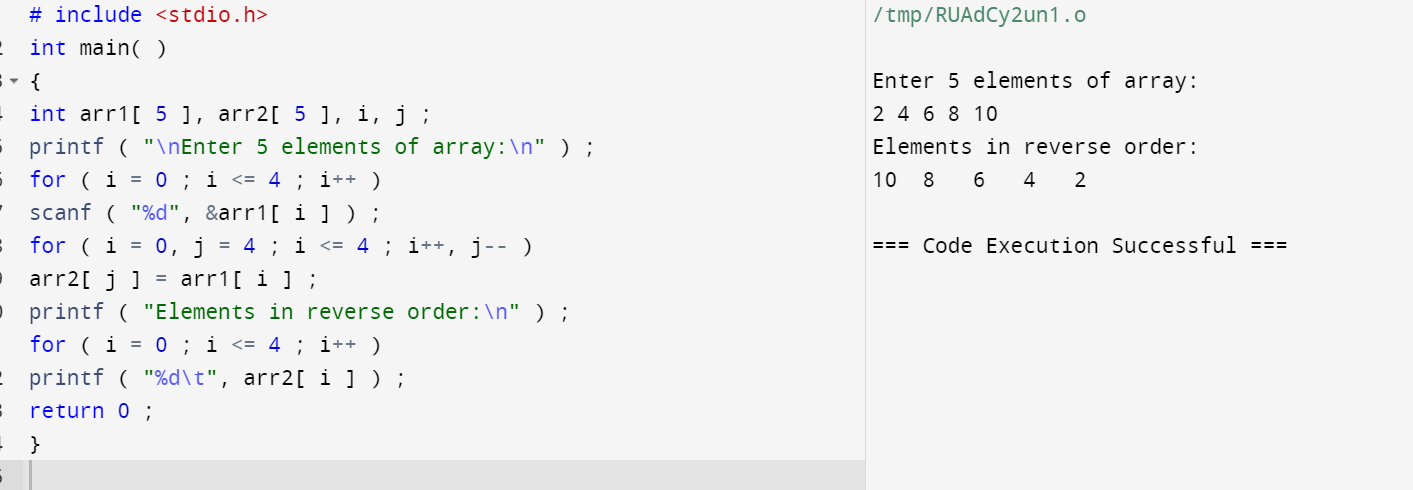 # include <stdio.h>
int main( )
{
int arr1[ 5 ], arr2[ 5 ], i, j ;
printf ( "\nEnter 5 elements of array:\n" ) ;
for ( i = 0 ; i <= 4 ; i++ )
scanf ( "%d", &arr1[ i ] ) ;
for ( i = 0, j = 4 ; i <= 4 ; i++, j-- )
arr2[ j ] = arr1[ i ] ;
printf ( "Elements in reverse order:\n" ) ;
for ( i = 0 ; i <= 4 ; i++ )
printf ( "%d\t", arr2[ i ] ) ;
return 0 ;
}
/tmp/RUAdCy2un1.o
Enter 5 elements of array:
2 4 6 8 10
Elements in reverse order:
10 8 6 4 2
=== Code Execution Successful ===